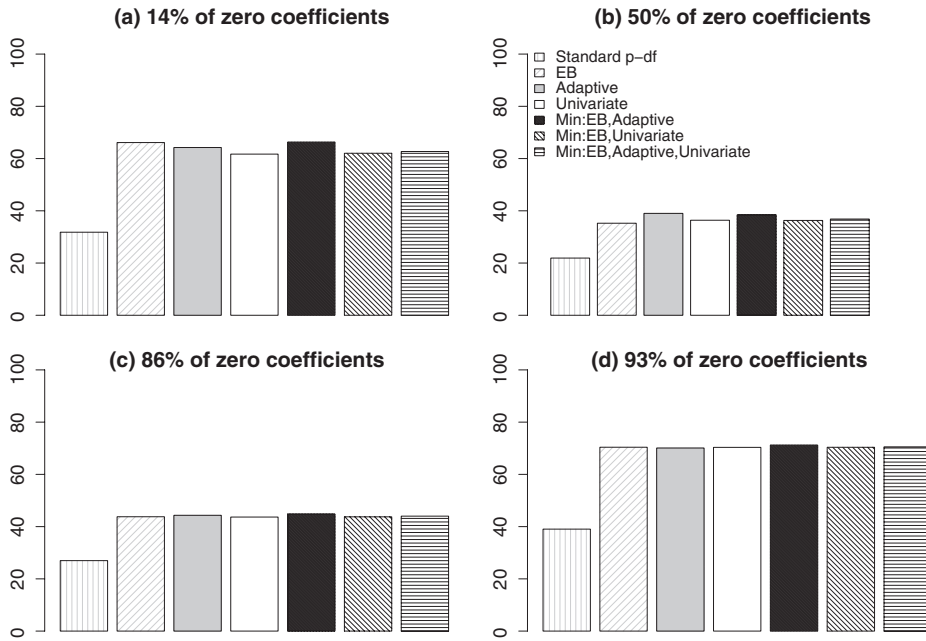 (a) 14% of zero coefficients
100
80
60
40
20
0
(b) 50% of zero coefficients
100
80
60
40
20
0
Standard p−df
EB
Adaptive
Univariate
Min:EB,Adaptive
Min:EB,Univariate
Min:EB,Adaptive,Univariate
(c) 86% of zero coefficients
100
80
60
40
20
0
(d) 93% of zero coefficients
100
80
60
40
20
0